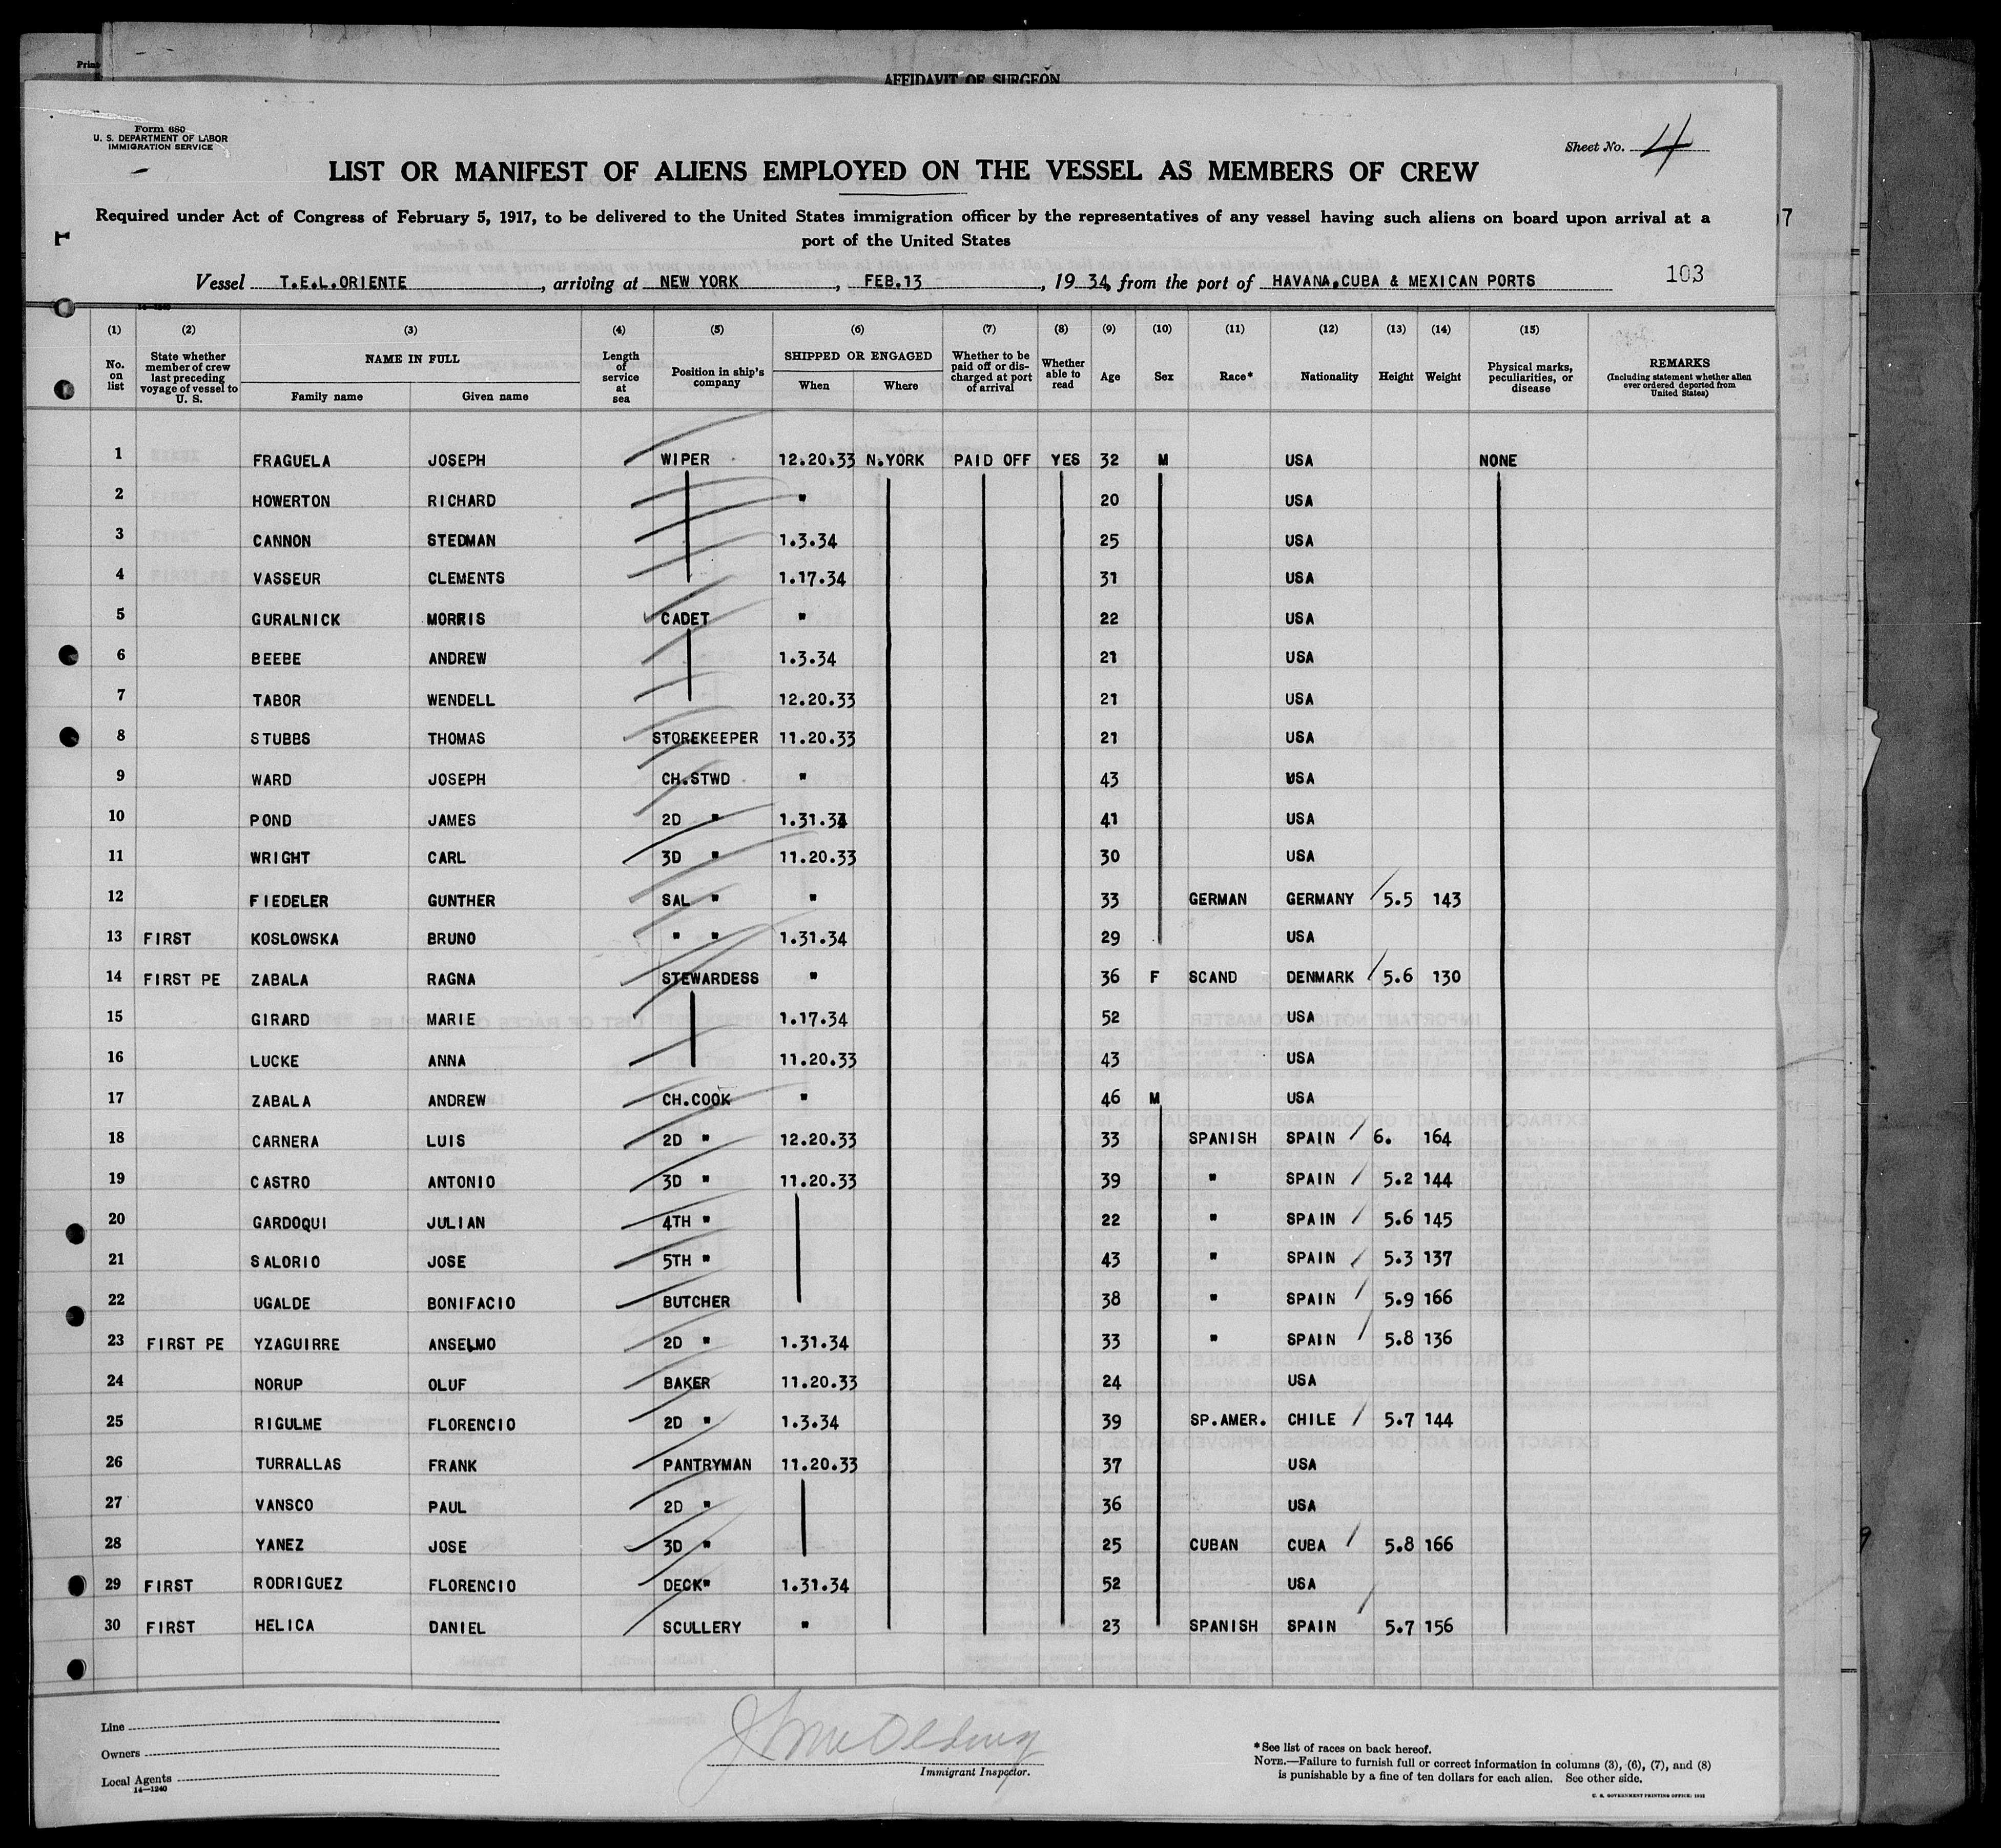 Print
AFFIDAVIT OF SURGEON
Form 680
U. S. DEPARTMENT OF LABOR
IMMIGRATION SERVICE
Sheet No. 4
LIST OR MANIFEST OF ALIENS EMPLOYED ON THE VESSEL AS MEMBERS OF CREW
Required under Act of Congress of February 5, 1917, to be delivered to the United States immigration officer by the representatives of any vessel having such aliens on board upon arrival at a
port of the United States
Vessel T.E.L.ORIENTE, arriving at NEW YORK, FEB.13, 1934, from the port of HAVANA,CUBA & MEXICAN PORTS 103
14—1240
(1) (2) (3) (4) (5) (6) (7) (8) (9) (10) (11) (12) (13) (14) (15)
No. on list
State whether member of crew last preceding voyage of vessel to U. S.
NAME IN FULL
Family name Given name
Length of service at sea
Position in ship's company
SHIPPED OR ENGAGED
When Where
Whether to be paid off or discharged at port of arrival
Whether able to read
Age Sex Race* Nationality Height Weight
Physical marks, peculiarities, or disease
REMARKS
(Including statement whether alien ever ordered deported from United States)
1 FRAGUELA JOSEPH WIPER 12.20.33 N.YORK PAID OFF YES 32 M USA NONE
2 HOWERTON RICHARD " 20 USA
3 CANNON STEDMAN 1.3.34 25 USA
4 VASSEUR CLEMENTS 1.17.34 31 USA
5 GURALNICK MORRIS CADET " 22 USA
6 BEEBE ANDREW 1.3.34 21 USA
7 TABOR WENDELL 12.20.33 21 USA
8 STUBBS THOMAS STOREKEEPER 11.20.33 21 USA
9 WARD JOSEPH CH.STWD " 43 USA
10 POND JAMES 2D " 1.31.34 41 USA
11 WRIGHT CARL 3D " 11.20.33 30 USA
12 FIEDELER GUNTHER SAL " " 33 GERMAN GERMANY / 5.5 143
13 FIRST KOSLOWSKA BRUNO " " 1.31.34 29 USA
14 FIRST PE ZABALA RAGNA STEWARDESS " 36 F SCAND DENMARK / 5.6 130
15 GIRARD MARIE 1.17.34 52 USA
16 LUCKE ANNA 11.20.33 43 USA
17 ZABALA ANDREW CH.COOK " 46 M USA
18 CARNERA LUIS 2D " 12.20.33 33 SPANISH SPAIN / 6. 164
19 CASTRO ANTONIO 3D " 11.20.33 39 " SPAIN / 5.2 144
20 GARDOQUI JULIAN 4TH " 22 " SPAIN / 5.6 145
21 SALORIO JOSE 5TH " 43 " SPAIN / 5.3 137
22 UGALDE BONIFACIO BUTCHER 38 " SPAIN / 5.9 166
23 FIRST PE YZAGUIRRE ANSELMO 2D " 1.31.34 33 " SPAIN / 5.8 136
24 NORUP OLUF BAKER 11.20.33 24 USA
25 RIGULME FLORENCIO 2D " 1.3.34 39 SP.AMER. CHILE / 5.7 144
26 TURRALLAS FRANK PANTRYMAN 11.20.33 37 USA
27 VANSCO PAUL 2D " 36 USA
28 YANEZ JOSE 3D " 25 CUBAN CUBA / 5.8 166
29 FIRST RODRIGUEZ FLORENCIO DECK" 1.31.34 52 USA
30 FIRST HELICA DANIEL SCULLERY " 23 SPANISH SPAIN / 5.7 156
Line
Owners
Local Agents
14—1240
Immigrant Inspector.
*See list of races on back hereof.
NOTE.—Failure to furnish full or correct information in columns (3), (6), (7), and (8)
is punishable by a fine of ten dollars for each alien. See other side.
U. S. GOVERNMENT PRINTING OFFICE: 1932